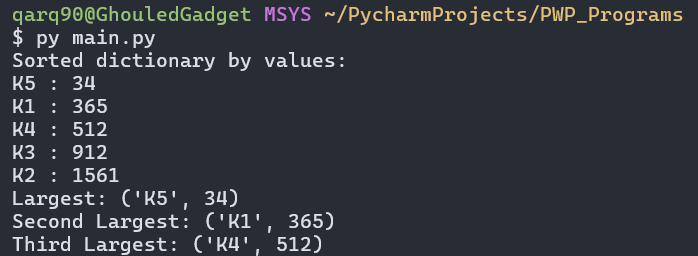 qarq90@GhouledGadget MSYS ~/PycharmProjects/PWP_Programs
$ py main.py
Sorted dictionary by values:
K5 : 34
K1 : 365
K4 : 512
K3 : 912
K2 : 1561
Largest: ('K5', 34)
Second Largest: ('K1', 365)
Third Largest: ('K4', 512)